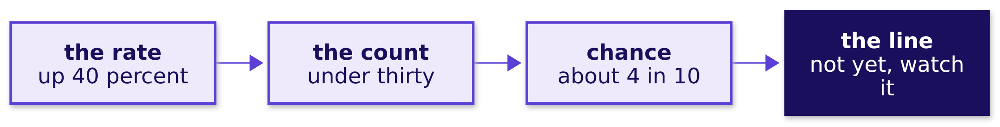 the rate
up 40 percent
the count
under thirty
chance
about 4 in 10
the line
not yet, watch
it